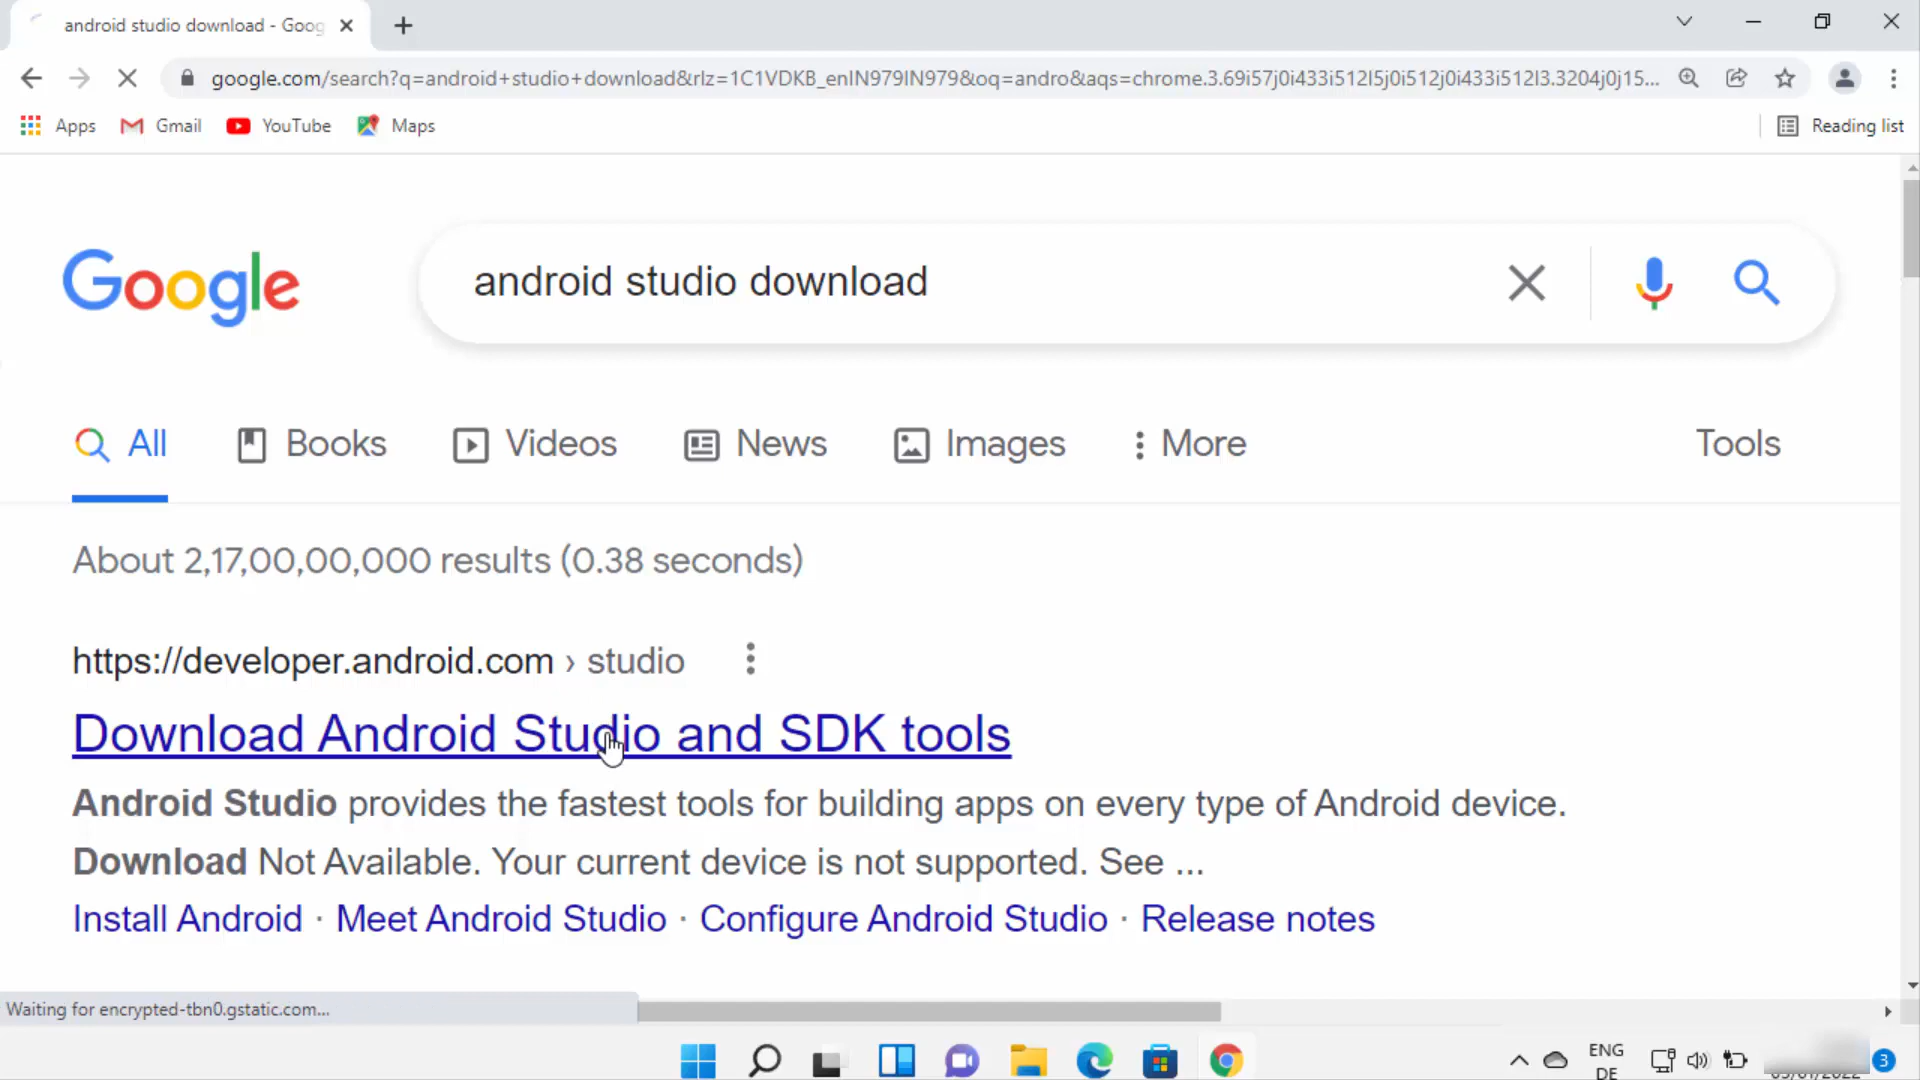 android studio download - Goog
google.com/search?q=android+studio+download&rlz=1C1VDKB_enIN979IN979&oq=andro&aqs=chrome.3.69i57j0i433i512l5j0i512j0i433i512l3.3204j0j15...
Apps Gmail YouTube Maps Reading list
Google android studio download
All Books Videos News Images More Tools
About 2,17,00,00,000 results (0.38 seconds)
https://developer.android.com › studio
Download Android Studio and SDK tools
Android Studio provides the fastest tools for building apps on every type of Android device.
Download Not Available. Your current device is not supported. See ...
Install Android · Meet Android Studio · Configure Android Studio · Release notes
Waiting for encrypted-tbn0.gstatic.com...
ENG
DE
3